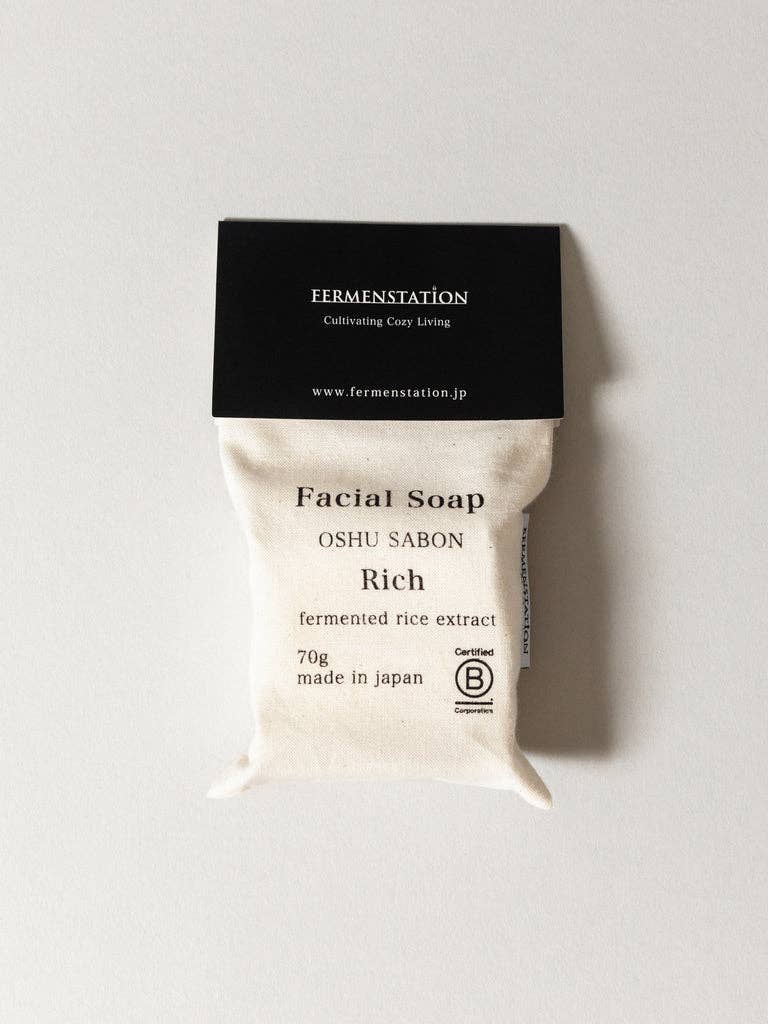 FERMENSTATION
Cultivating Cozy Living
www.fermenstation.jp
Facial Soap
OSHU SABON
Rich
fermented rice extract
70g
made in japan
Certified
B
Corporation
FERMENSTATION